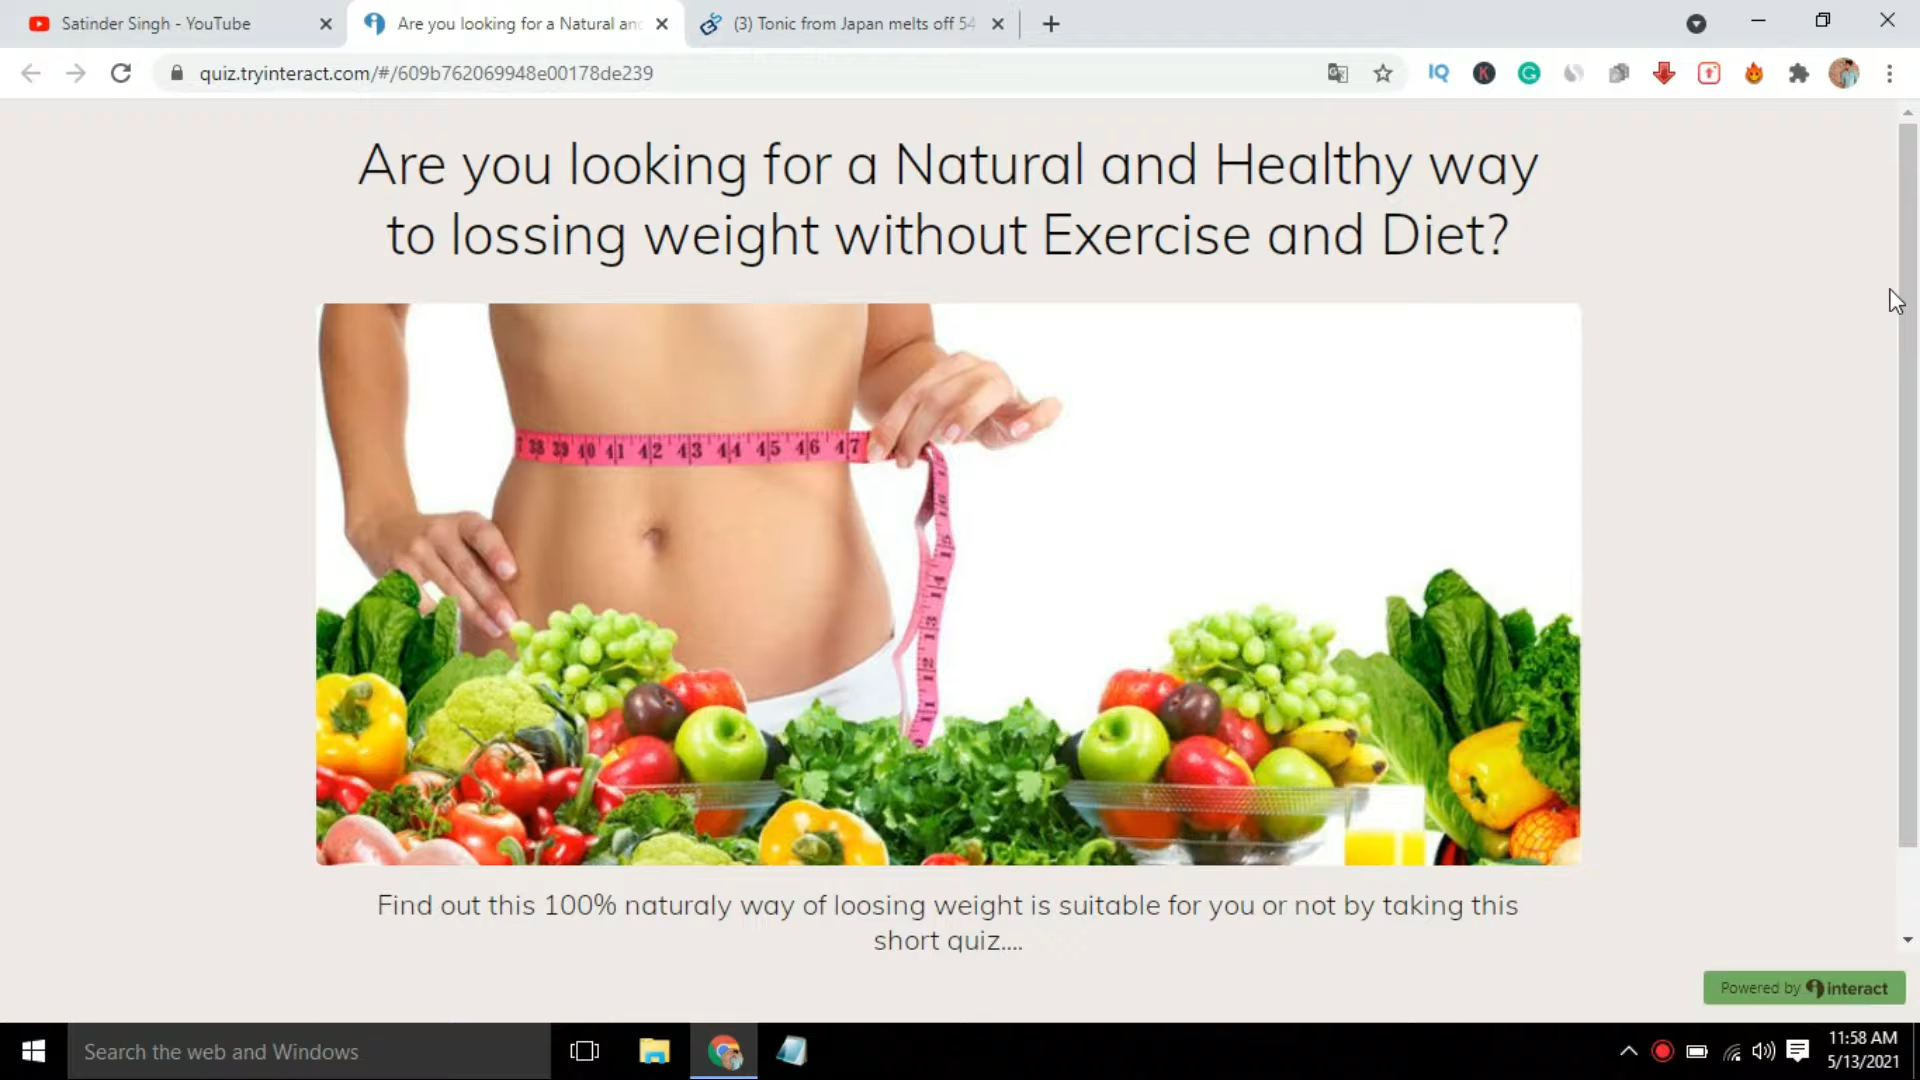 Satinder Singh - YouTube
Are you looking for a Natural and
(3) Tonic from Japan melts off 54
quiz.tryinteract.com/#/609b762069948e00178de239
IQ
Are you looking for a Natural and Healthy way
to lossing weight without Exercise and Diet?
38 39 40 41 42 43 44 45 46 47
Find out this 100% naturaly way of loosing weight is suitable for you or not by taking this
short quiz....
Powered by interact
Search the web and Windows
11:58 AM
5/13/2021